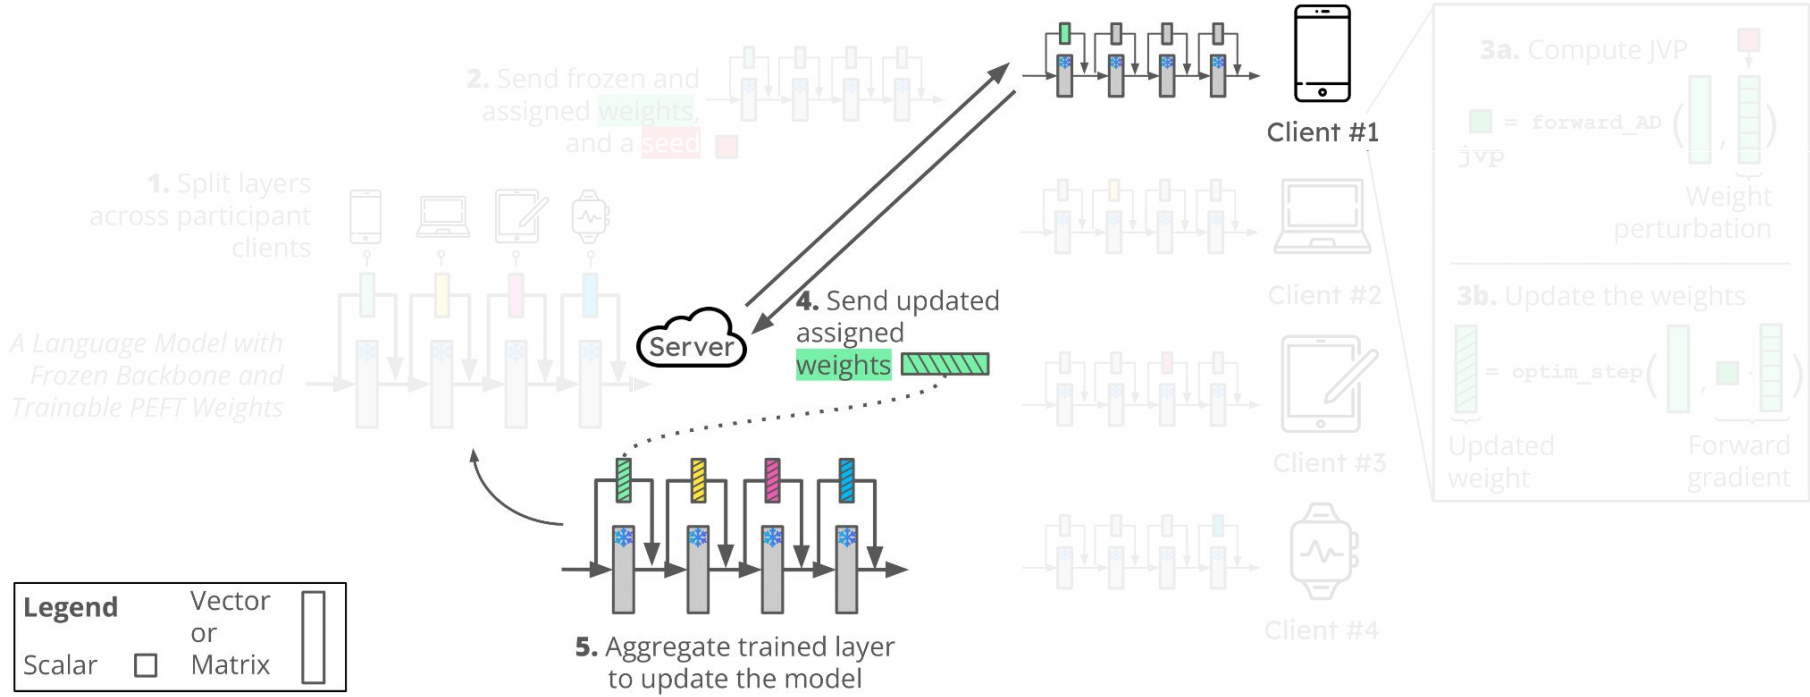 2. Send frozen and
assigned weights,
and a seed
1. Split layers
across participant
clients
A Language Model with
Frozen Backbone and
Trainable PEFT Weights
Server
4. Send updated
assigned
weights
5. Aggregate trained layer
to update the model
Legend
Scalar
Vector
or
Matrix
Client #1
Client #2
Client #3
Client #4
3a. Compute JVP
= forward_AD ( , )
jvp
Weight
perturbation
3b. Update the weights
= optim_step( , · )
Updated
weight
Forward
gradient